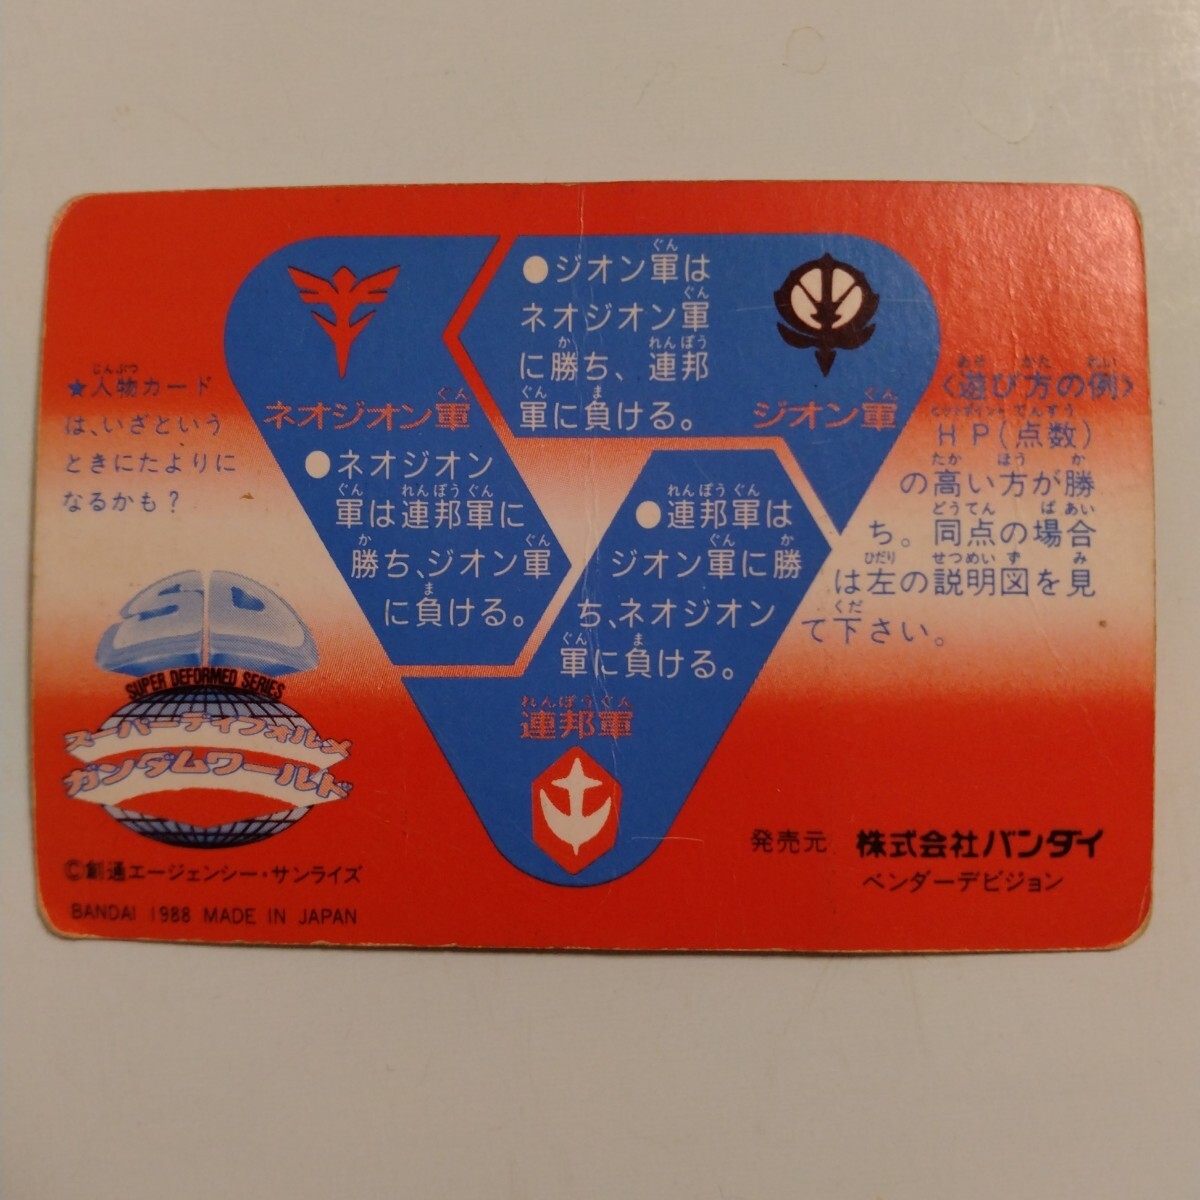 ●ジオン軍は
ネオジオン軍
に勝ち、連邦
軍に負ける。
ネオジオン軍
ジオン軍
●ネオジオン
軍は連邦軍に
勝ち、ジオン軍
に負ける。
●連邦軍は
ジオン軍に勝
ち、ネオジオン
軍に負ける。
連邦軍
★人物カード
は、いざという
ときにたよりに
なるかも?
〈遊び方の例〉
HP(点数)
の高い方が勝
ち。同点の場合
は左の説明図を見
て下さい。
SD
SUPER DEFORMED SERIES
スーパーディフォルメ
ガンダムワールド
©創通エージェンシー・サンライズ
BANDAI 1988 MADE IN JAPAN
発売元 株式会社バンダイ
ベンダーデビジョン